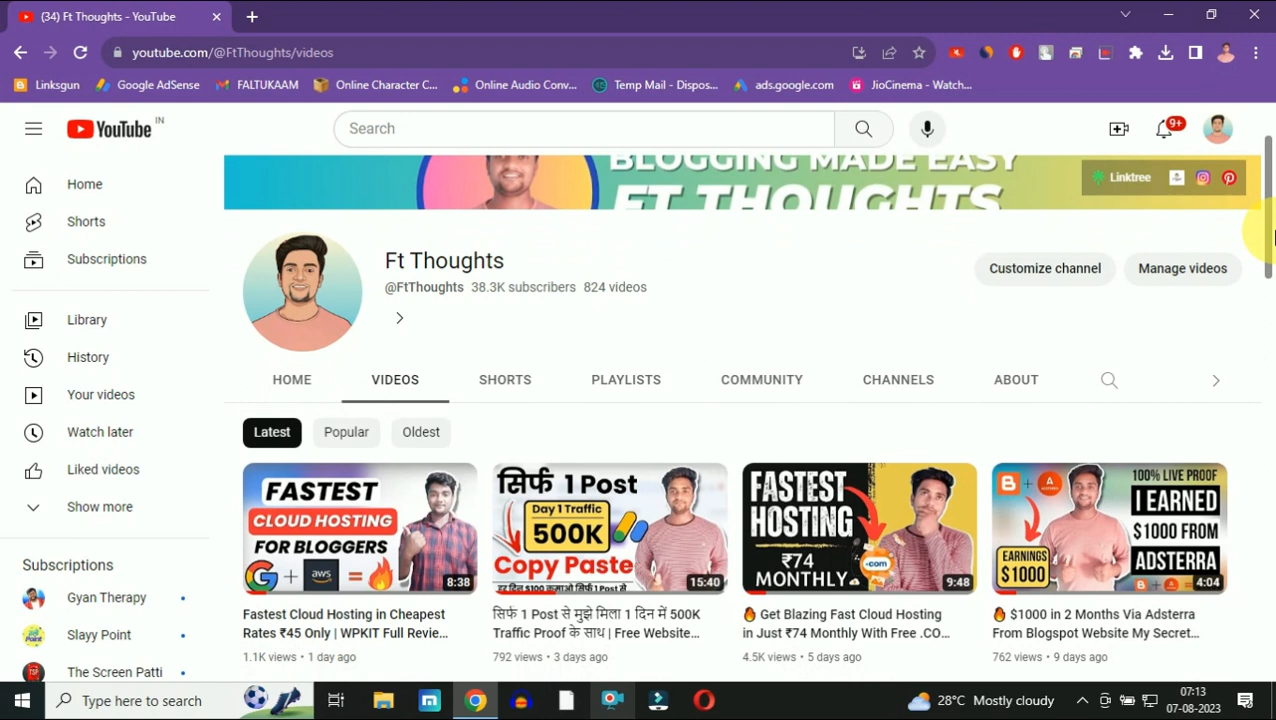 (34) Ft Thoughts - YouTube
youtube.com/@FtThoughts/videos
Linksgun
Google AdSense
FALTUKAAM
Online Character C...
Online Audio Conv...
Temp Mail - Dispos...
ads.google.com
JioCinema - Watch...
YouTube IN
Search
9+
BLOGGING MADE EASY
FT THOUGHTS
Linktree
Home
Shorts
Subscriptions
Library
History
Your videos
Watch later
Liked videos
Show more
Subscriptions
Gyan Therapy
Slayy Point
The Screen Patti
Ft Thoughts
@FtThoughts 38.3K subscribers 824 videos
Customize channel
Manage videos
HOME
VIDEOS
SHORTS
PLAYLISTS
COMMUNITY
CHANNELS
ABOUT
Latest
Popular
Oldest
FASTEST
CLOUD HOSTING
FOR BLOGGERS
G + aws =
8:38
Fastest Cloud Hosting in Cheapest
Rates ₹45 Only | WPKIT Full Revie...
1.1K views • 1 day ago
सिर्फ 1 Post
Day 1 Traffic
500K
Copy Paste
15:40
सिर्फ 1 Post से मुझे मिला 1 दिन में 500K
Traffic Proof के साथ | Free Website...
792 views • 3 days ago
FASTEST
HOSTING
₹74
MONTHLY
.com
9:48
🔥 Get Blazing Fast Cloud Hosting
in Just ₹74 Monthly With Free .CO...
4.5K views • 5 days ago
100% LIVE PROOF
I EARNED
$1000 FROM
ADSTERRA
EARNINGS
$1000
4:04
🔥 $1000 in 2 Months Via Adsterra
From Blogspot Website My Secret...
762 views • 9 days ago
Type here to search
28°C Mostly cloudy
07:13
07-08-2023